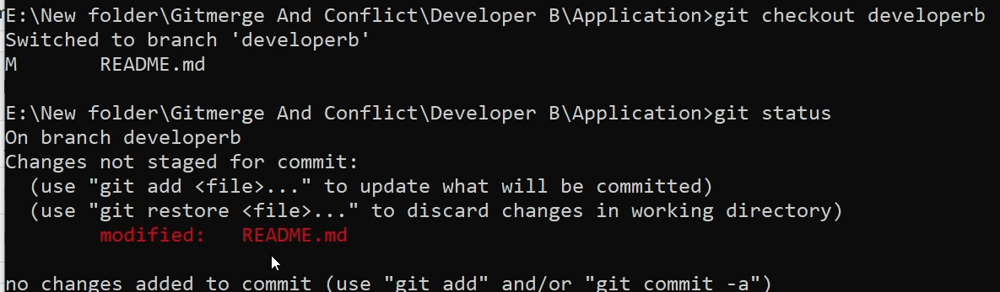 E:\New folder\Gitmerge And Conflict\Developer B\Application>git checkout developerb
Switched to branch 'developerb'
M       README.md
E:\New folder\Gitmerge And Conflict\Developer B\Application>git status
On branch developerb
Changes not staged for commit:
  (use "git add <file>..." to update what will be committed)
  (use "git restore <file>..." to discard changes in working directory)
        modified:   README.md
no changes added to commit (use "git add" and/or "git commit -a")